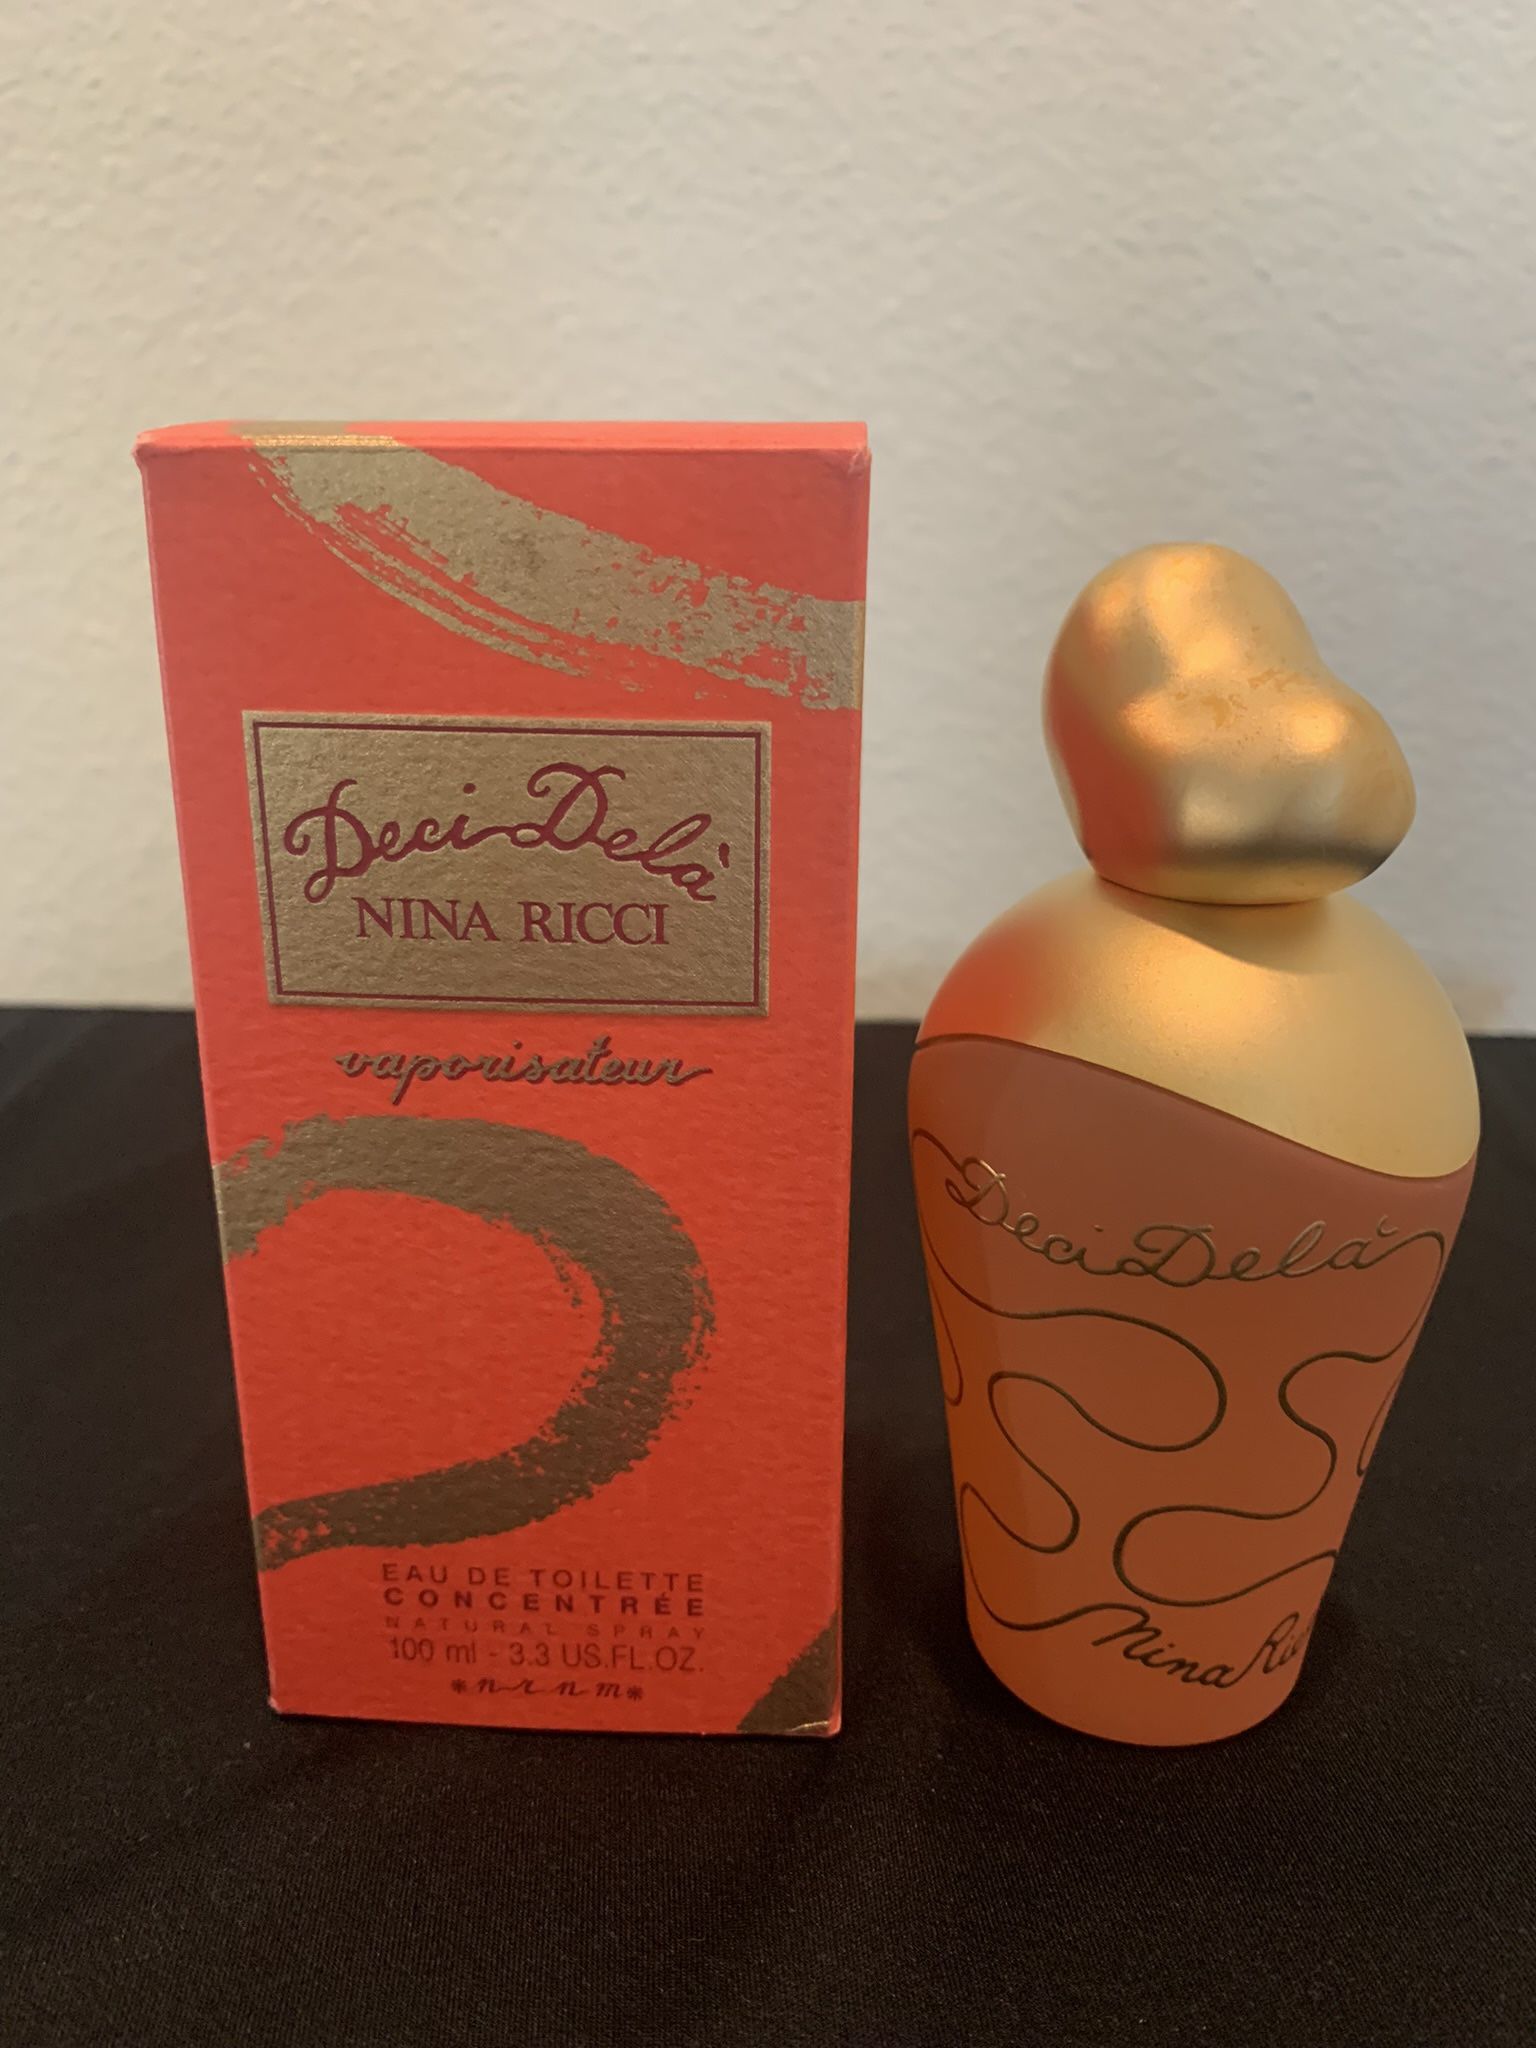 Deci Delà
NINA RICCI
vaporisateur
EAU DE TOILETTE
CONCENTRÉE
NATURAL SPRAY
100 ml - 3.3 US.FL.OZ.
*n r n m*
Deci Delà
Nina